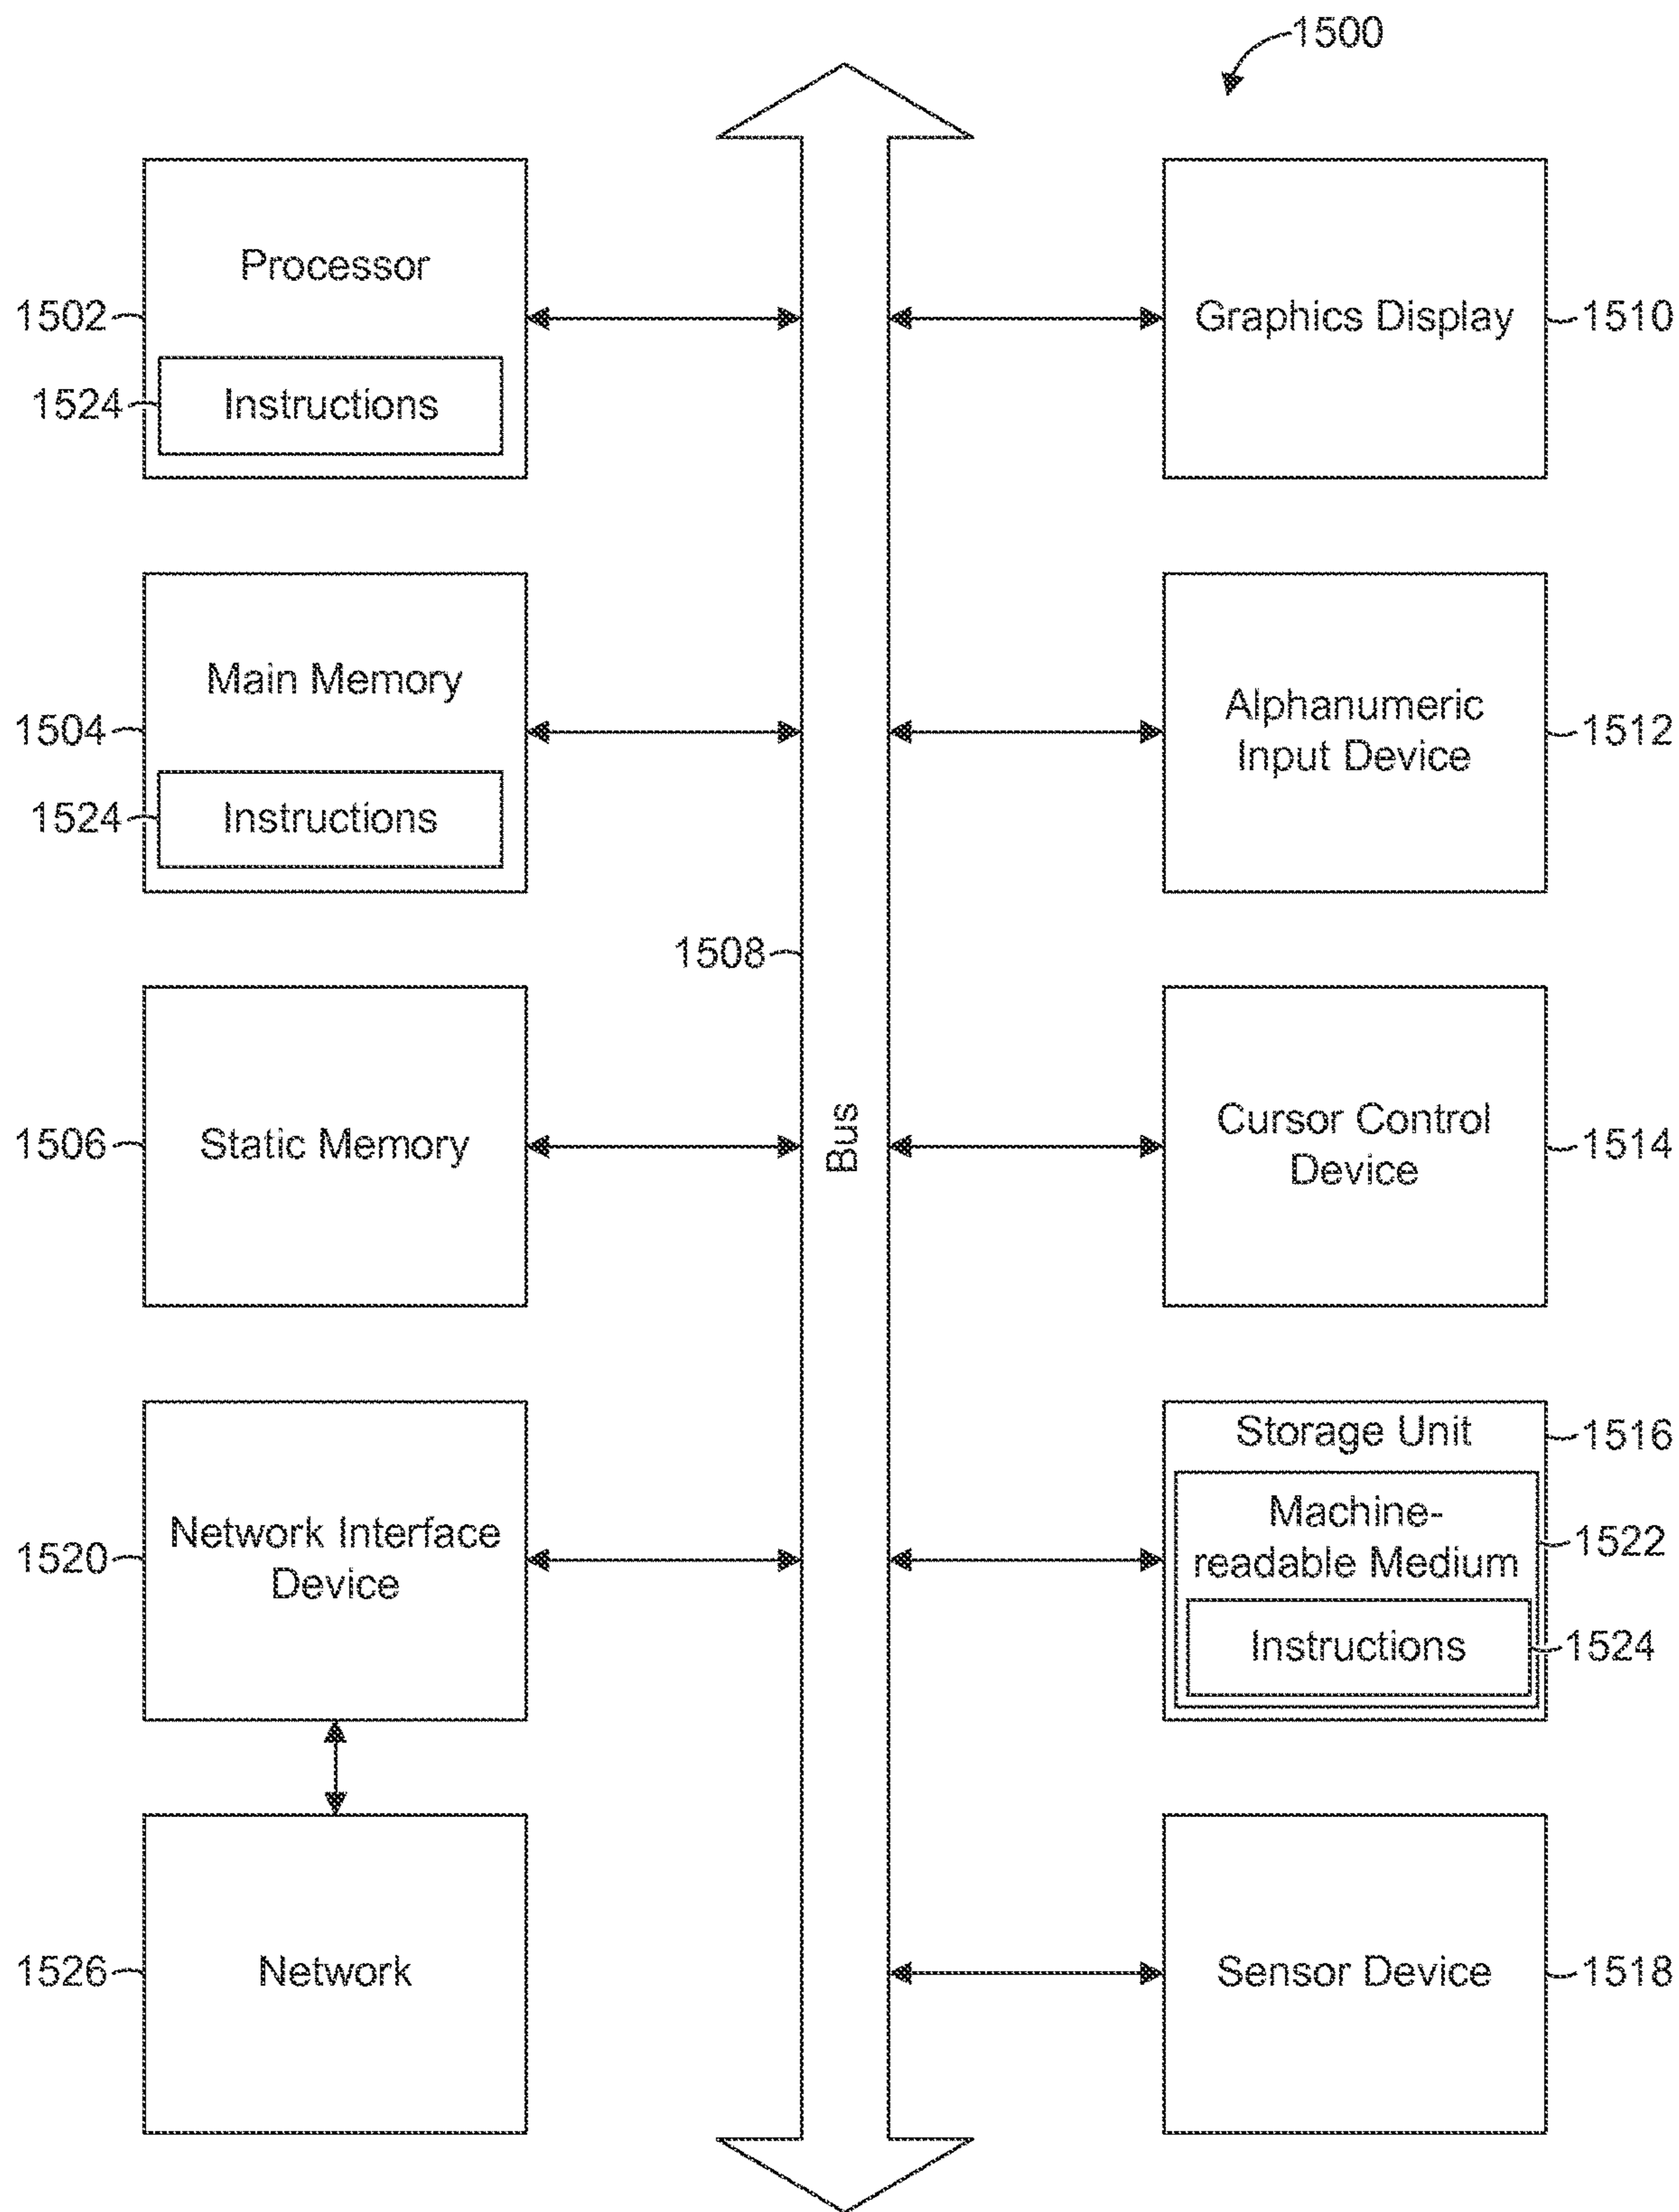 1500
Processor
1502
1524
Instructions
Graphics Display
1510
Main Memory
1504
1524
Instructions
Alphanumeric
Input Device
1512
1508
Bus
Static Memory
1506
Cursor Control
Device
1514
Network Interface
Device
1520
Storage Unit
1516
Machine-
readable Medium
1522
Instructions
1524
Network
1526
Sensor Device
1518